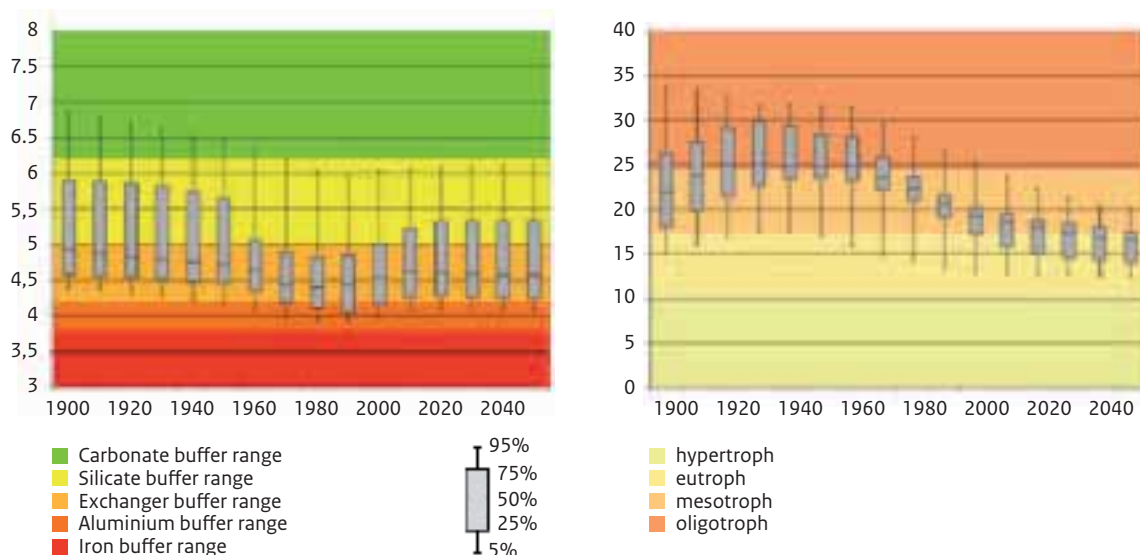 8
7.5
7
6.5
6
5,5
5
4,5
4
3,5
3
1900 1920 1940 1960 1980 2000 2020 2040
40
35
30
25
20
15
10
5
0
1900 1920 1940 1960 1980 2000 2020 2040
Carbonate buffer range
Silicate buffer range
Exchanger buffer range
Aluminium buffer range
Iron buffer range
95%
75%
50%
25%
5%
hypertroph
eutroph
mesotroph
oligotroph